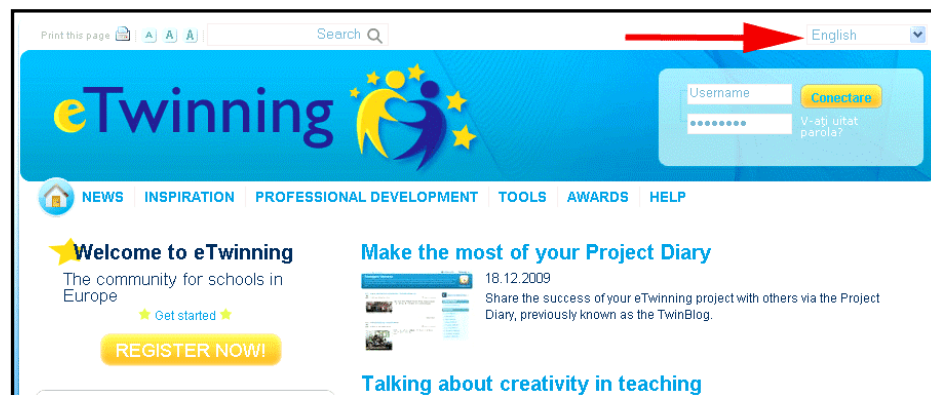 Print this page A A A Search English
eTwinning
Username
Conectare
V-aţi uitat
parola?
NEWS INSPIRATION PROFESSIONAL DEVELOPMENT TOOLS AWARDS HELP
Welcome to eTwinning
The community for schools in
Europe
Get started
REGISTER NOW!
Make the most of your Project Diary
18.12.2009
Share the success of your eTwinning project with others via the Project
Diary, previously known as the TwinBlog.
Talking about creativity in teaching